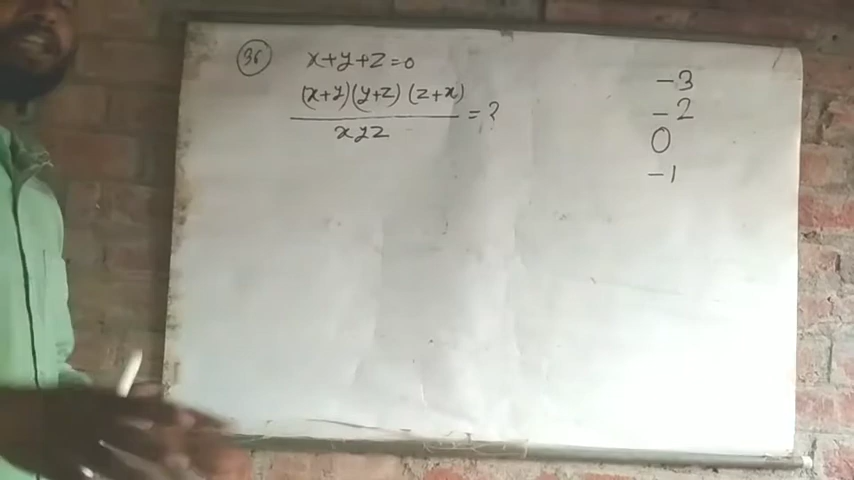 36 x+y+z=0
(x+y)(y+z)(z+x)
xyz
=?
-3
-2
0
-1